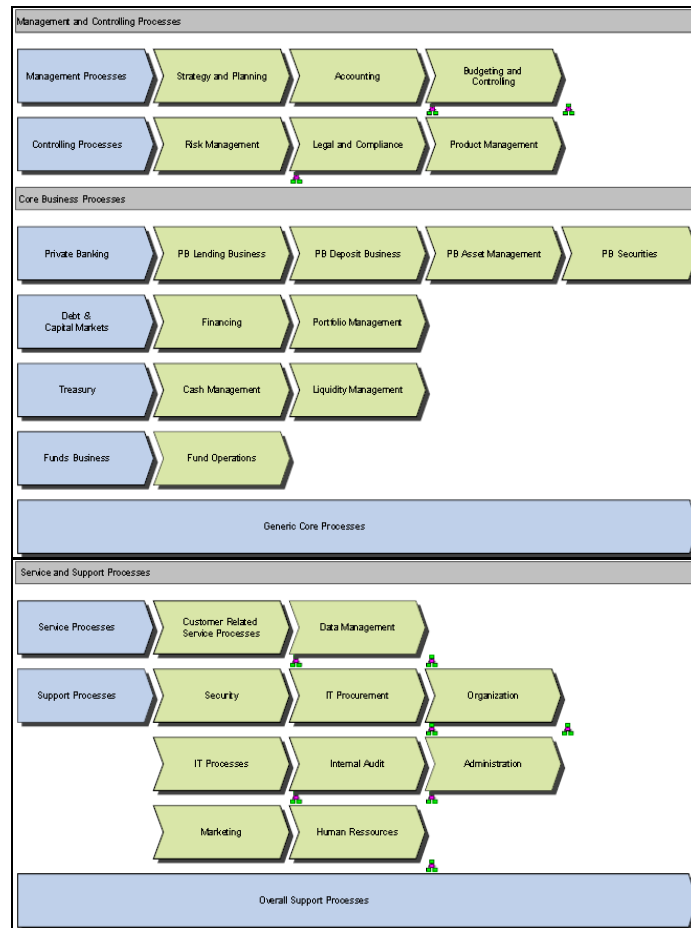 Management and Controlling Processes
Management Processes
Strategy and Planning
Accounting
Budgeting and
Controlling
Controlling Processes
Risk Management
Legal and Compliance
Product Management
Core Business Processes
Private Banking
PB Lending Business
PB Deposit Business
PB Asset Management
PB Securities
Debt &
Capital Markets
Financing
Portfolio Management
Treasury
Cash Management
Liquidity Management
Funds Business
Fund Operations
Generic Core Processes
Service and Support Processes
Service Processes
Customer Related
Service Processes
Data Management
Support Processes
Security
IT Procurement
Organization
IT Processes
Internal Audit
Administration
Marketing
Human Ressources
Overall Support Processes